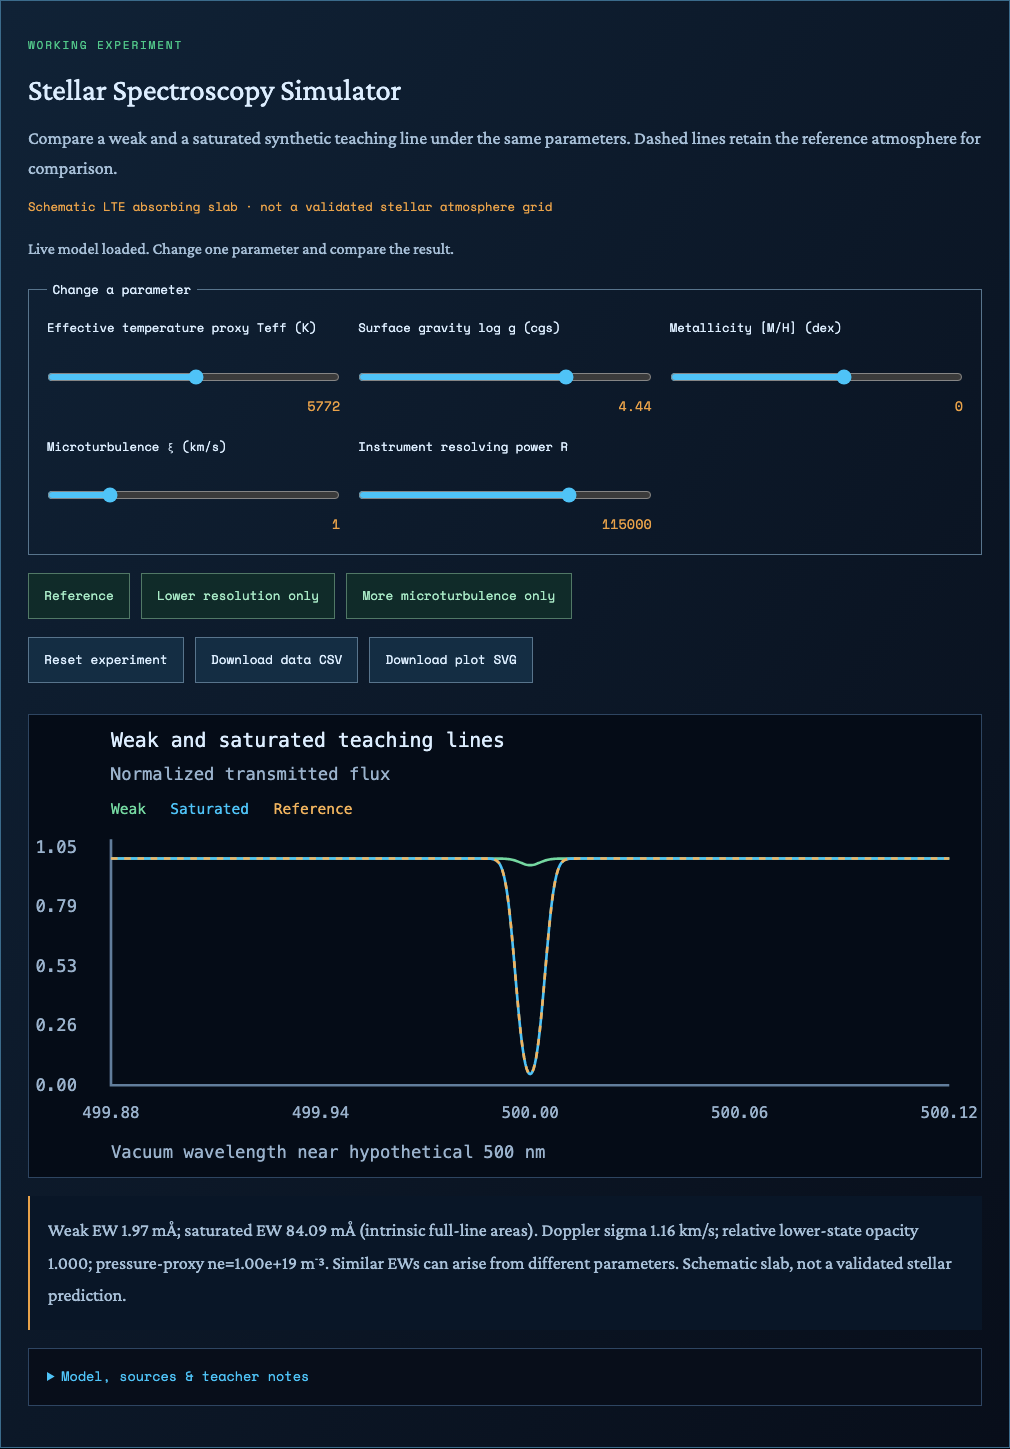 WORKING EXPERIMENT
Stellar Spectroscopy Simulator
Compare a weak and a saturated synthetic teaching line under the same parameters. Dashed lines retain the reference atmosphere for
comparison.
Schematic LTE absorbing slab · not a validated stellar atmosphere grid
Live model loaded. Change one parameter and compare the result.
Change a parameter
Effective temperature proxy Teff (K)
5772
Surface gravity log g (cgs)
4.44
Metallicity [M/H] (dex)
0
Microturbulence ξ (km/s)
1
Instrument resolving power R
115000
Reference
Lower resolution only
More microturbulence only
Reset experiment
Download data CSV
Download plot SVG
Weak and saturated teaching lines
Normalized transmitted flux
Weak Saturated Reference
1.05
0.79
0.53
0.26
0.00
499.88 499.94 500.00 500.06 500.12
Vacuum wavelength near hypothetical 500 nm
Weak EW 1.97 mÅ; saturated EW 84.09 mÅ (intrinsic full-line areas). Doppler sigma 1.16 km/s; relative lower-state opacity
1.000; pressure-proxy ne=1.00e+19 m⁻³. Similar EWs can arise from different parameters. Schematic slab, not a validated stellar
prediction.
Model, sources & teacher notes